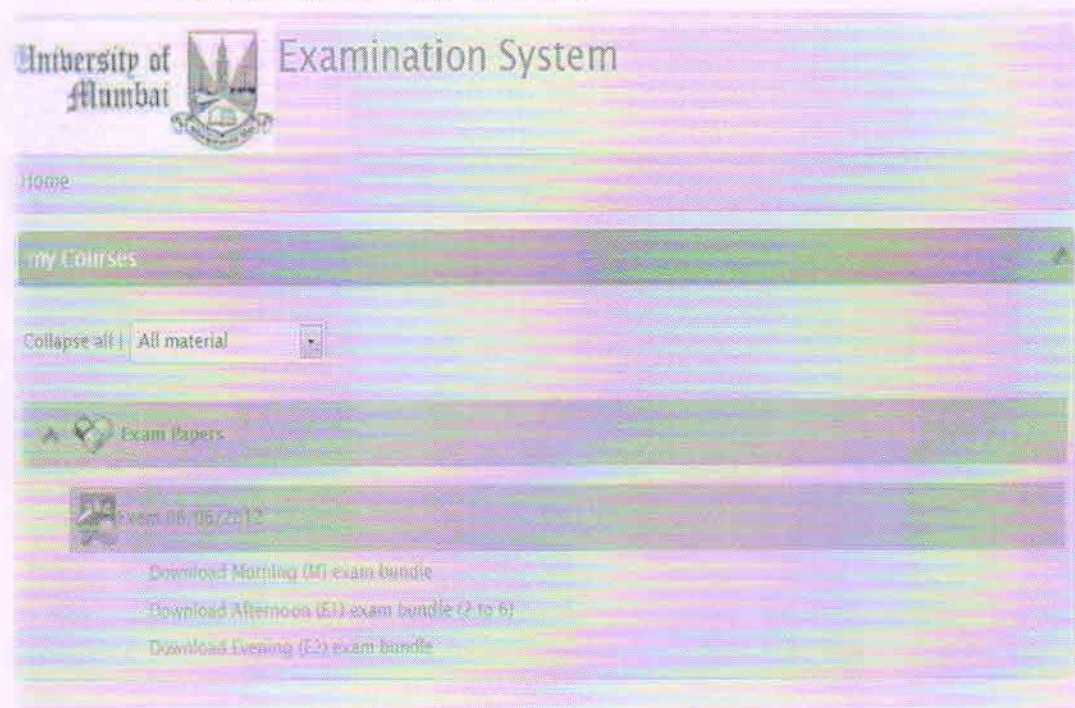 University of
Mumbai
Examination System
Home
my Courses
Collapse all | All material
Exam Papers
Exam 06/06/2012
Download Morning (M) exam bundle
Download Afternoon (E1) exam bundle (2 to 6)
Download Evening (E2) exam bundle